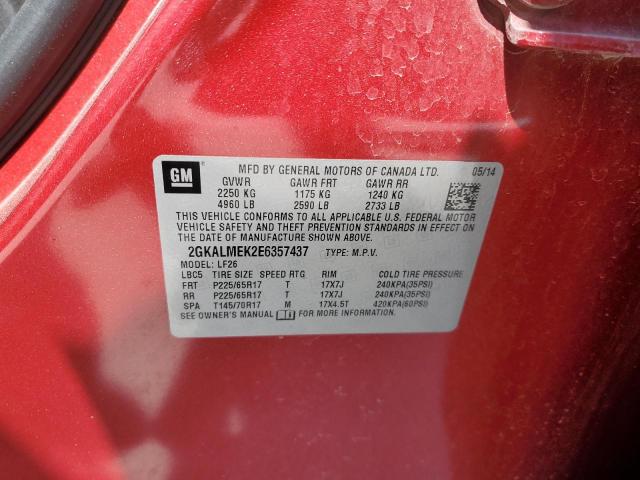 GM
MFD BY GENERAL MOTORS OF CANADA LTD. 05/14
GVWR GAWR FRT GAWR RR
2250 KG 1175 KG 1240 KG
4960 LB 2590 LB 2733 LB
THIS VEHICLE CONFORMS TO ALL APPLICABLE U.S. FEDERAL MOTOR
VEHICLE SAFETY AND THEFT PREVENTION STANDARDS IN EFFECT ON THE
DATE OF MANUFACTURE SHOWN ABOVE.
2GKALMEK2E6357437 TYPE: M.P.V.
MODEL: LF26
LBC5 TIRE SIZE SPEED RTG RIM COLD TIRE PRESSURE
FRT P225/65R17 T 17X7J 240KPA(35PSI)
RR P225/65R17 T 17X7J 240KPA(35PSI)
SPA T145/70R17 M 17X4.5T 420KPA(60PSI)
SEE OWNER'S MANUAL FOR MORE INFORMATION.